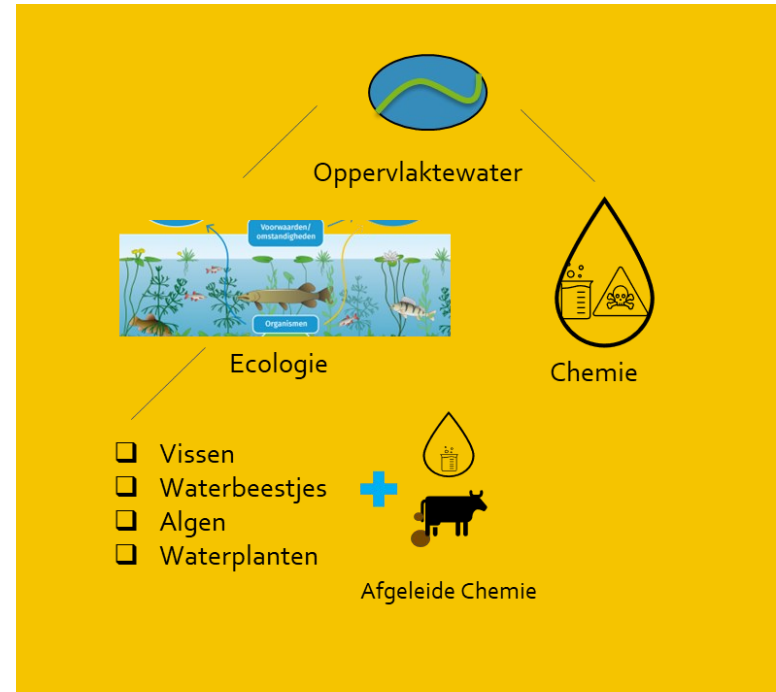 Oppervlaktewater
Voorwaarden/
omstandigheden
Organismen
Ecologie
Chemie
Vissen
Waterbeestjes
Algen
Waterplanten
Afgeleide Chemie